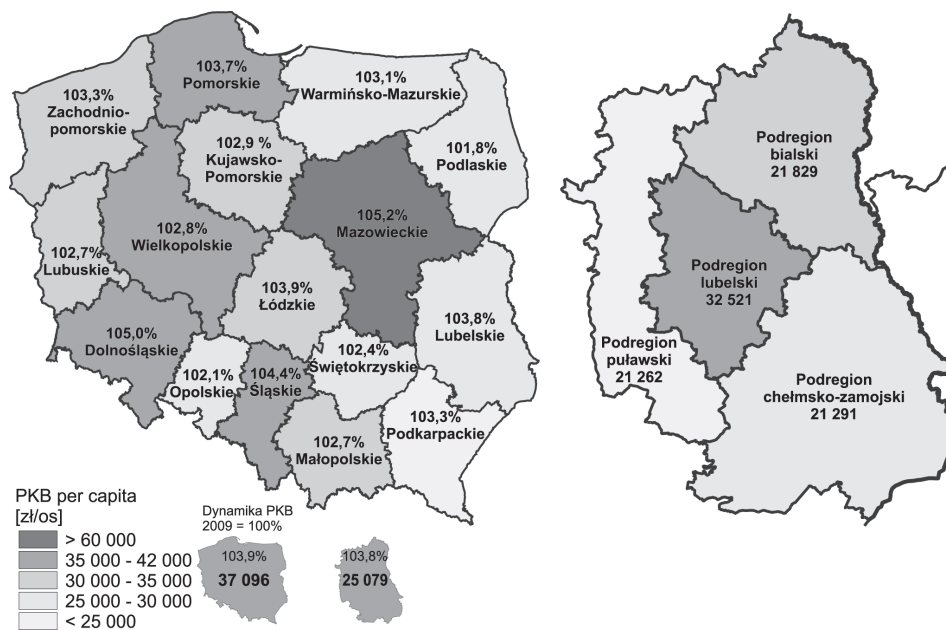 103,7%
Pomorskie
103,1%
Warmińsko-Mazurskie
103,3%
Zachodnio-
pomorskie
102,9 %
Kujawsko-
Pomorskie
101,8%
Podlaskie
105,2%
Mazowieckie
102,8%
Wielkopolskie
102,7%
Lubuskie
103,9%
Łódzkie
103,8%
Lubelskie
105,0%
Dolnośląskie
102,1%
Opolskie
104,4%
Śląskie
102,4%
Świętokrzyskie
103,3%
Podkarpackie
102,7%
Małopolskie
Podregion
bialski
21 829
Podregion
lubelski
32 521
Podregion
puławski
21 262
Podregion
chełmsko-zamojski
21 291
PKB per capita
[zł/os]
> 60 000
35 000 - 42 000
30 000 - 35 000
25 000 - 30 000
< 25 000
Dynamika PKB
2009 = 100%
103,9%
37 096
103,8%
25 079